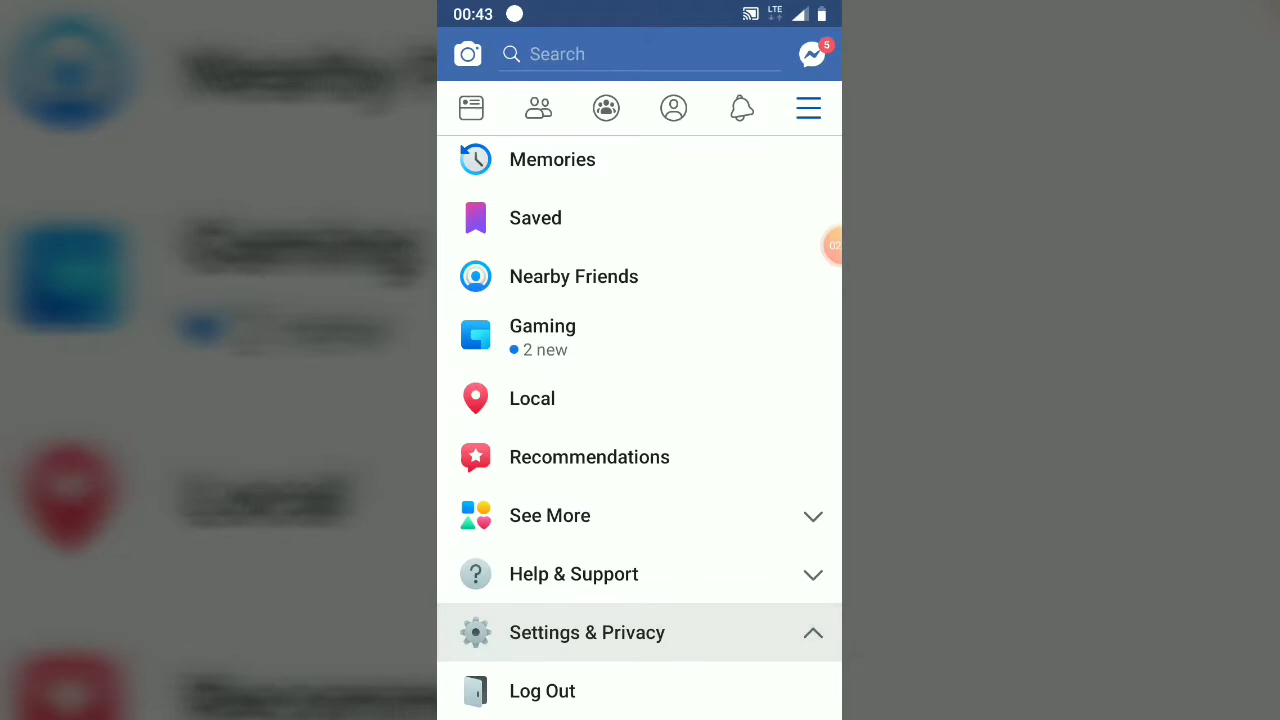 00:43
LTE
Search
5
Memories
Saved
Nearby Friends
Gaming
2 new
02
Local
Recommendations
See More
Help & Support
Settings & Privacy
Log Out